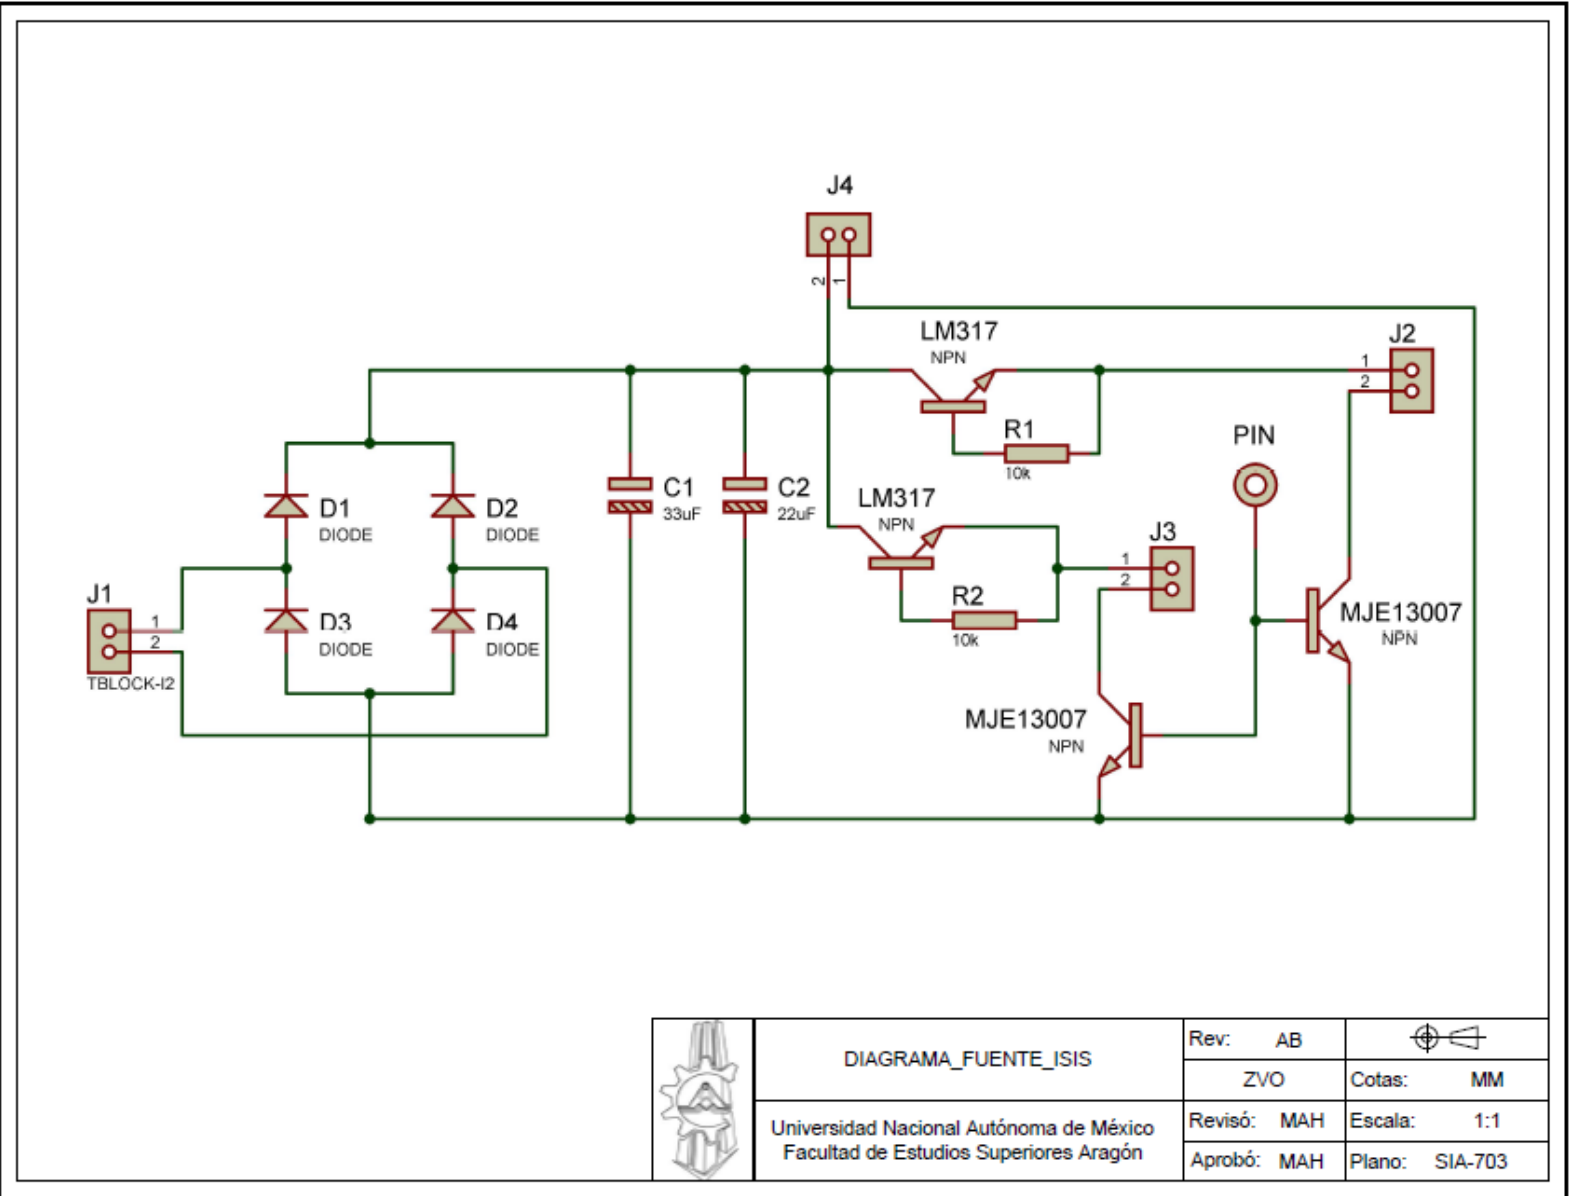 J4
2
1
LM317
NPN
J2
1
2
R1
10k
PIN
D1
DIODE
D2
DIODE
C1
33uF
C2
22uF
LM317
NPN
J3
1
2
R2
10k
J1
1
2
TBLOCK-I2
D3
DIODE
D4
DIODE
MJE13007
NPN
MJE13007
NPN
DIAGRAMA_FUENTE_ISIS
Universidad Nacional Autónoma de México
Facultad de Estudios Superiores Aragón
Rev: AB
ZVO
Cotas: MM
Revisó: MAH
Escala: 1:1
Aprobó: MAH
Plano: SIA-703